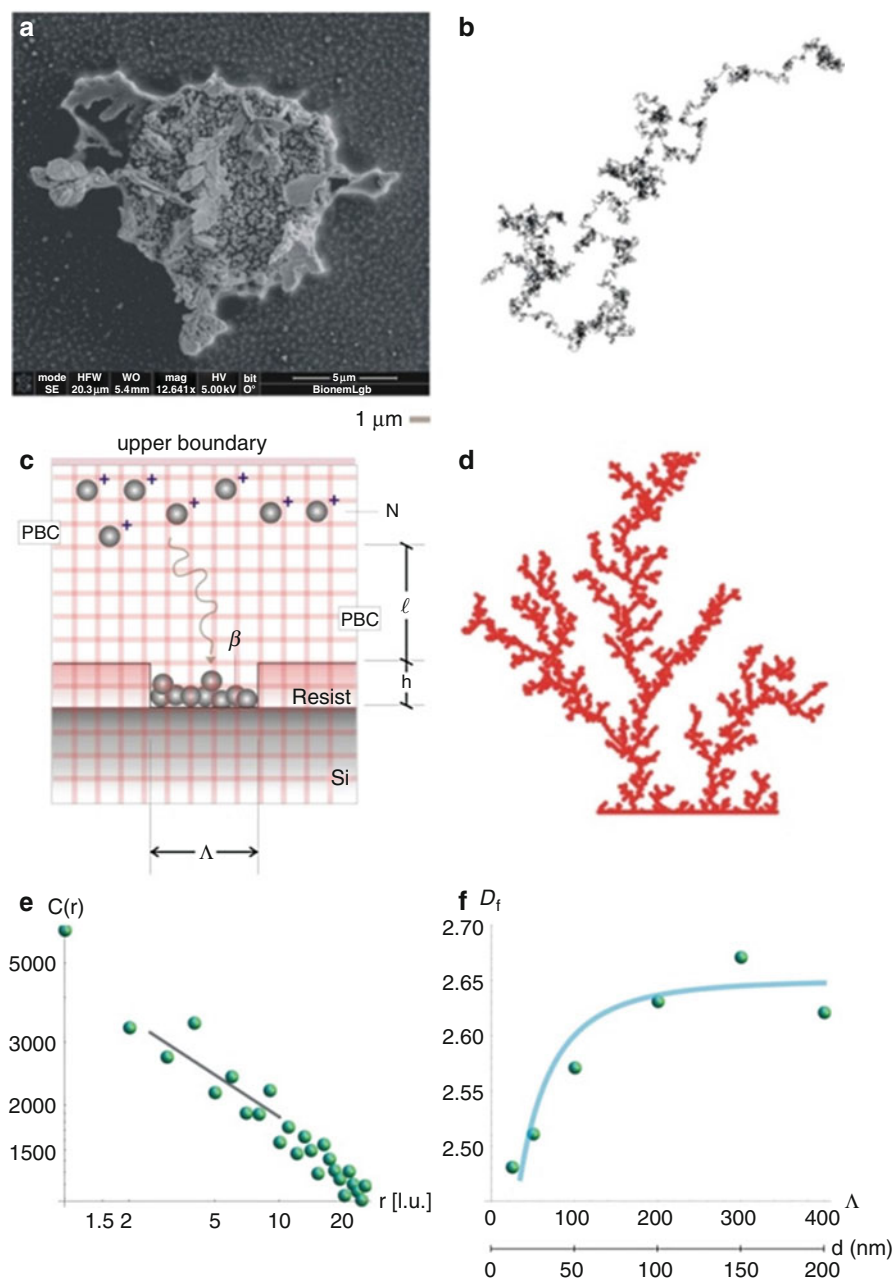 a
mode HFW WO mag HV bit
SE 20.3μm 5.4mm 12.641x 5.00kV O° 5μm BionemLgb
1 μm
b
c
upper boundary
+ + + + + + +
N
PBC
ℓ
PBC
β
h
Resist
Si
Λ
d
e C(r)
5000
3000
2000
1500
1.5 2 5 10 20 r [l.u.]
f Df
2.70
2.65
2.60
2.55
2.50
0 100 200 300 400 Λ
d (nm)
0 50 100 150 200